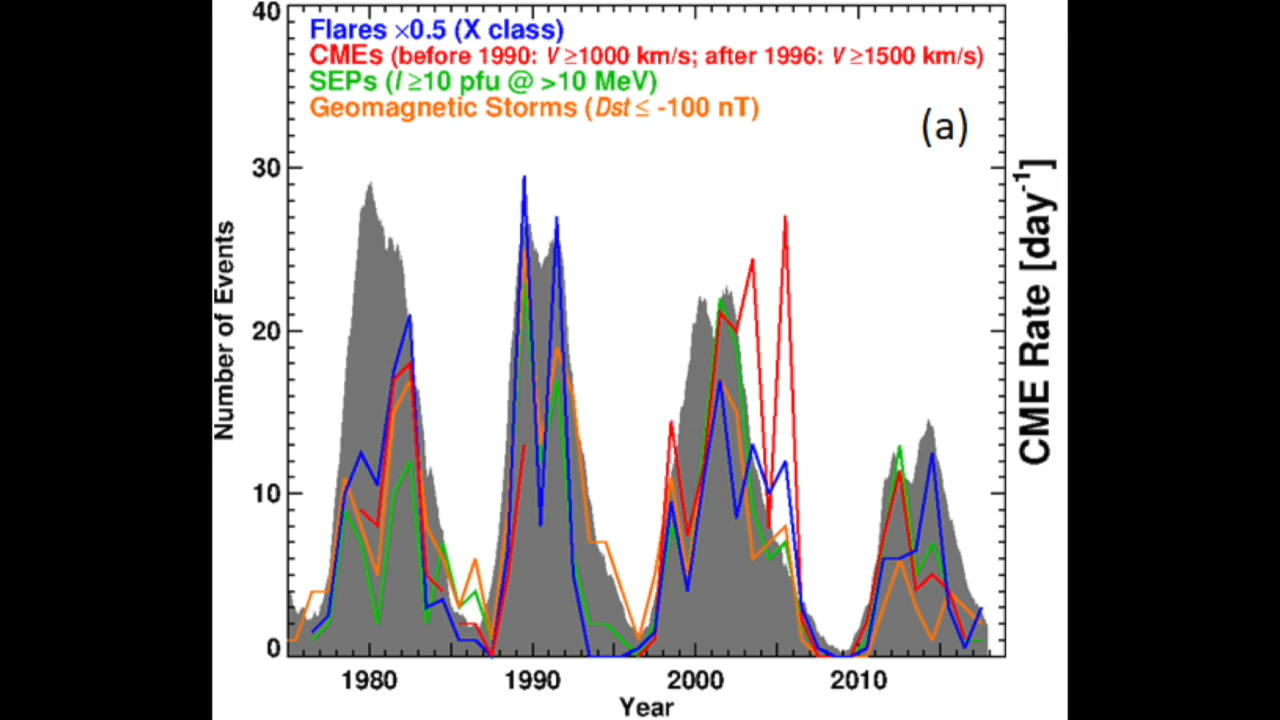 40
Flares ×0.5 (X class)
CMEs (before 1990: V ≥1000 km/s; after 1996: V ≥1500 km/s)
SEPs (I ≥10 pfu @ >10 MeV)
Geomagnetic Storms (Dst ≤ -100 nT)
(a)
30
20
10
0
Number of Events
CME Rate [day-1]
1980 1990 2000 2010
Year